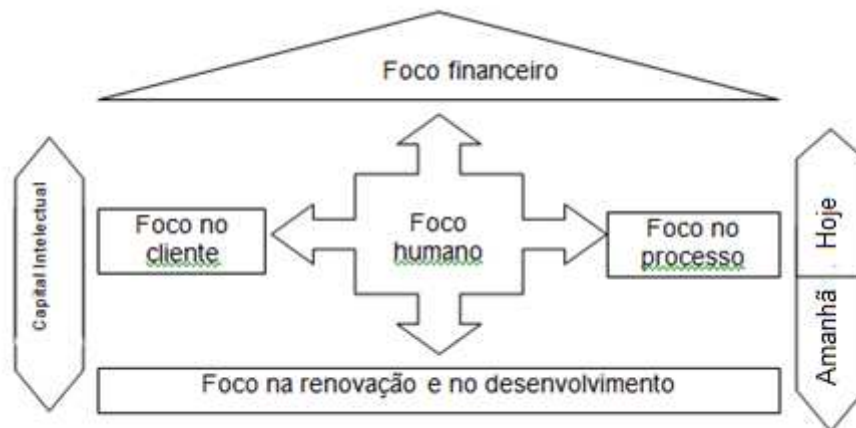 Foco financeiro
Capital Intelectual
Foco no
cliente
Foco
humano
Foco no
processo
Hoje
Amanhã
Foco na renovação e no desenvolvimento